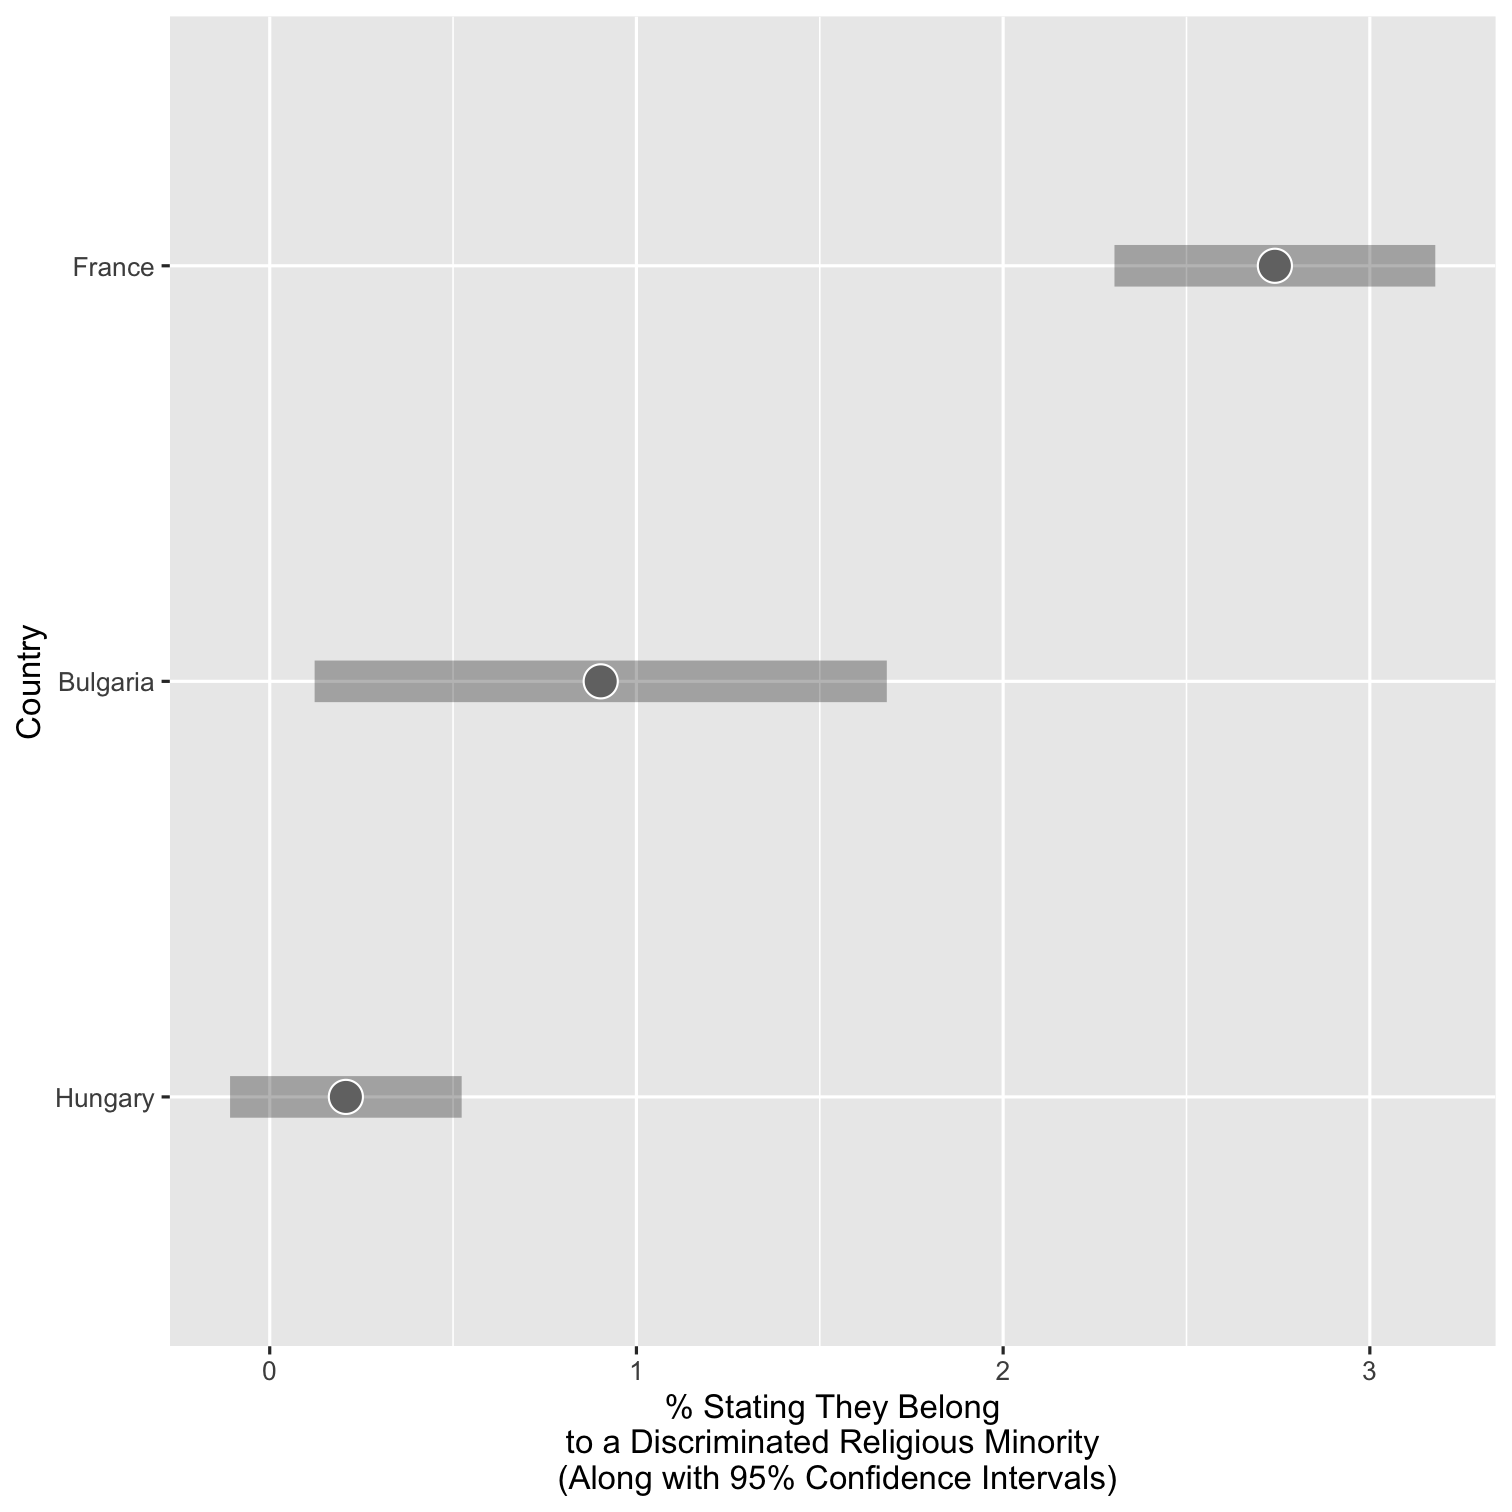 France
Bulgaria
Hungary
Country
0 1 2 3
% Stating They Belong
to a Discriminated Religious Minority
(Along with 95% Confidence Intervals)